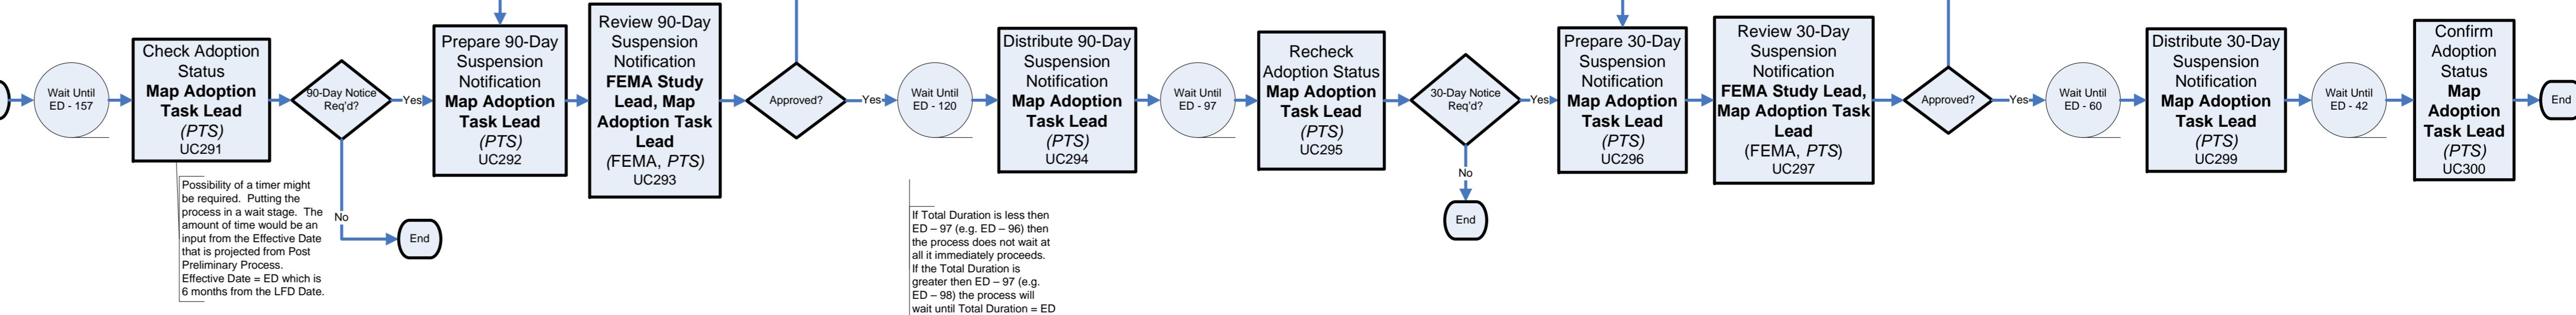 Wait Until
ED - 157
Check Adoption
Status
Map Adoption
Task Lead
(PTS)
UC291
Possibility of a timer might
be required.  Putting the
process in a wait stage.  The
amount of time would be an
input from the Effective Date
that is projected from Post
Preliminary Process.
Effective Date = ED which is
6 months from the LFD Date.
90-Day Notice
Req'd?
Yes
No
End
Prepare 90-Day
Suspension
Notification
Map Adoption
Task Lead
(PTS)
UC292
Review 90-Day
Suspension
Notification
FEMA Study
Lead, Map
Adoption Task
Lead
(FEMA, PTS)
UC293
Approved?
Yes
Wait Until
ED - 120
If Total Duration is less then
ED – 97 (e.g. ED – 96) then
the process does not wait at
all it immediately proceeds.
If the Total Duration is
greater then ED – 97 (e.g.
ED – 98) the process will
wait until Total Duration = ED
Distribute 90-Day
Suspension
Notification
Map Adoption
Task Lead
(PTS)
UC294
Wait Until
ED - 97
Recheck
Adoption Status
Map Adoption
Task Lead
(PTS)
UC295
30-Day Notice
Req'd?
Yes
No
End
Prepare 30-Day
Suspension
Notification
Map Adoption
Task Lead
(PTS)
UC296
Review 30-Day
Suspension
Notification
FEMA Study Lead,
Map Adoption Task
Lead
(FEMA, PTS)
UC297
Approved?
Yes
Wait Until
ED - 60
Distribute 30-Day
Suspension
Notification
Map Adoption
Task Lead
(PTS)
UC299
Wait Until
ED - 42
Confirm
Adoption
Status
Map
Adoption
Task Lead
(PTS)
UC300
End